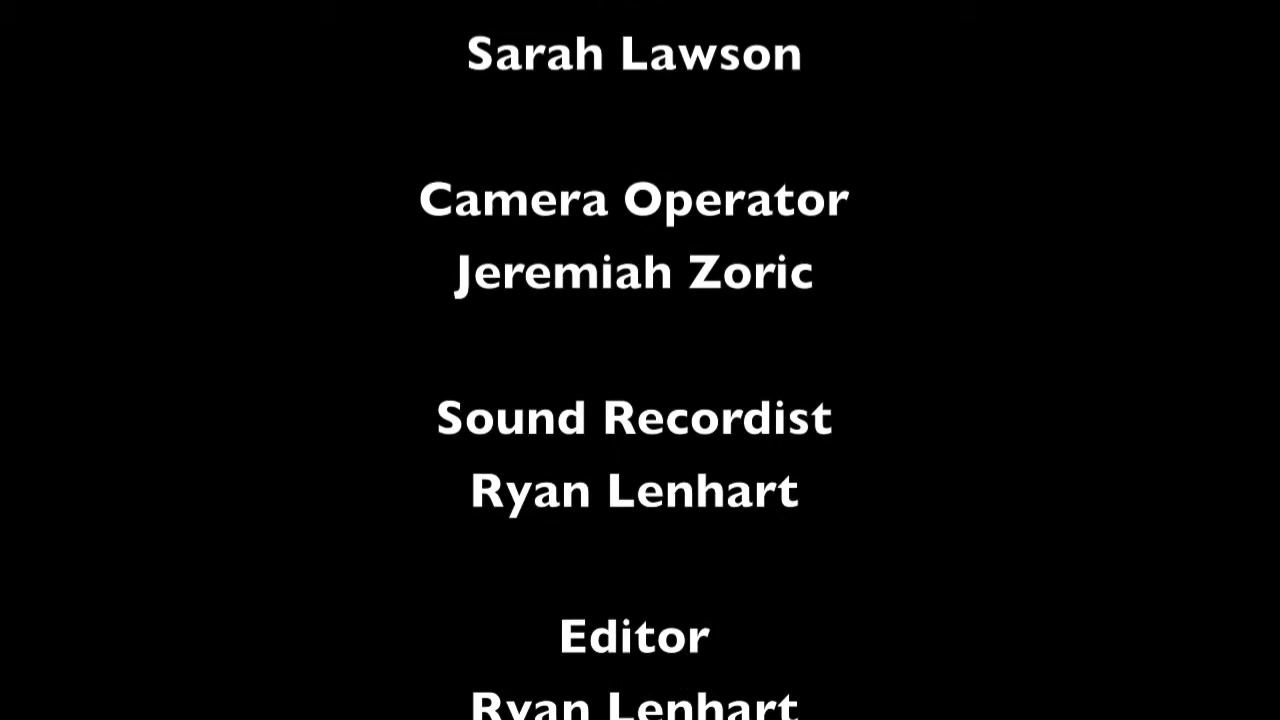 Sarah Lawson
Camera Operator
Jeremiah Zoric
Sound Recordist
Ryan Lenhart
Editor
Ryan Lenhart